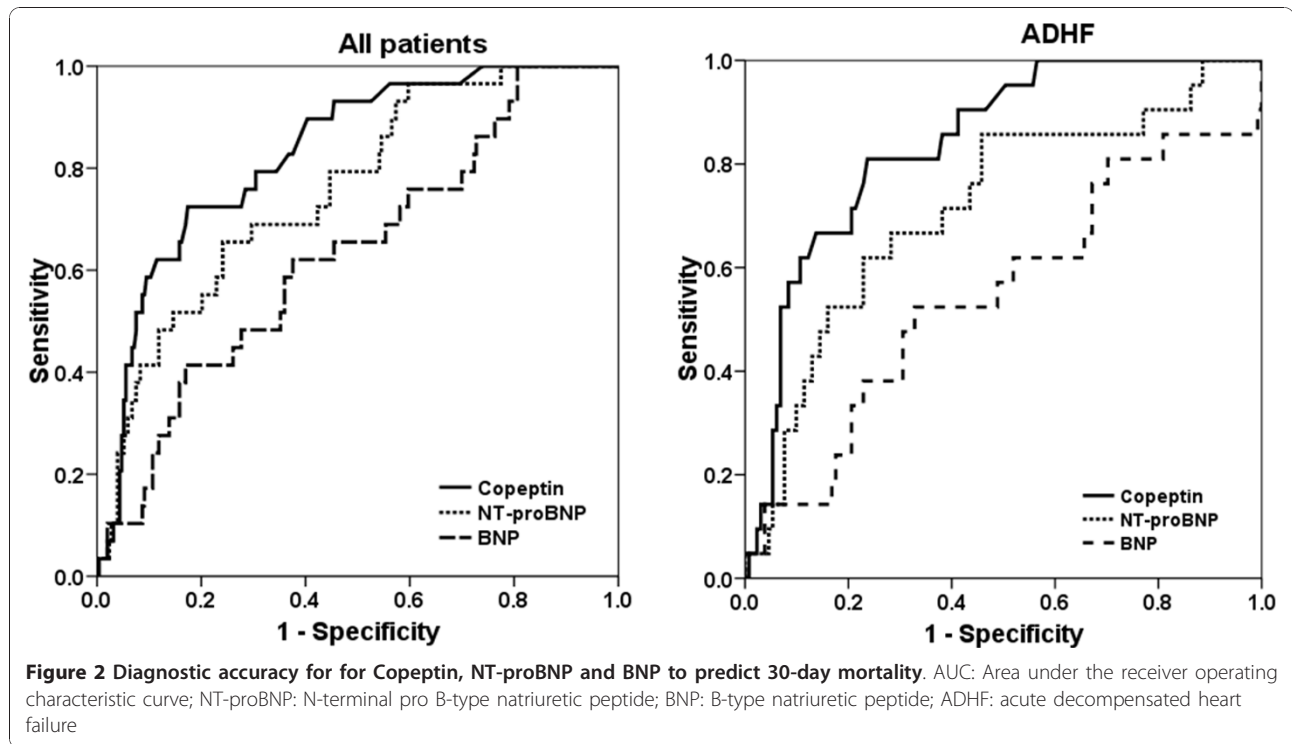 All patients
1.0
0.8
0.6
0.4
0.2
0.0
Sensitivity
0.0 0.2 0.4 0.6 0.8 1.0
1 - Specificity
Copeptin
NT-proBNP
BNP
ADHF
1.0
0.8
0.6
0.4
0.2
0.0
Sensitivity
0.0 0.2 0.4 0.6 0.8 1.0
1 - Specificity
Copeptin
NT-proBNP
BNP
Figure 2 Diagnostic accuracy for for Copeptin, NT-proBNP and BNP to predict 30-day mortality. AUC: Area under the receiver operating
characteristic curve; NT-proBNP: N-terminal pro B-type natriuretic peptide; BNP: B-type natriuretic peptide; ADHF: acute decompensated heart
failure